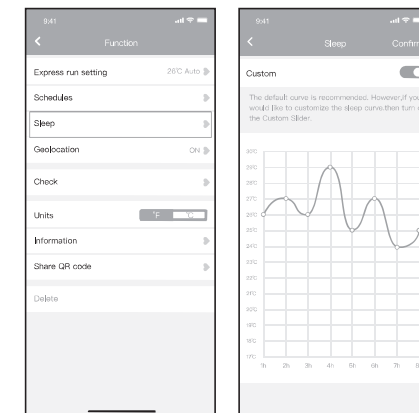 9:41
Function
Express run setting
26°C Auto
Schedules
Sleep
Geolocation
ON
Check
Units
°F
°C
Information
Share QR code
Delete
9:41
Sleep
Confirm
Custom
The default curve is recommended. However,if you
would like to customize the sleep curve.then turn o
the Custom Slider.
30°C
29°C
28°C
27°C
26°C
25°C
24°C
23°C
22°C
21°C
20°C
19°C
18°C
17°C
1h 2h 3h 4h 5h 6h 7h 8